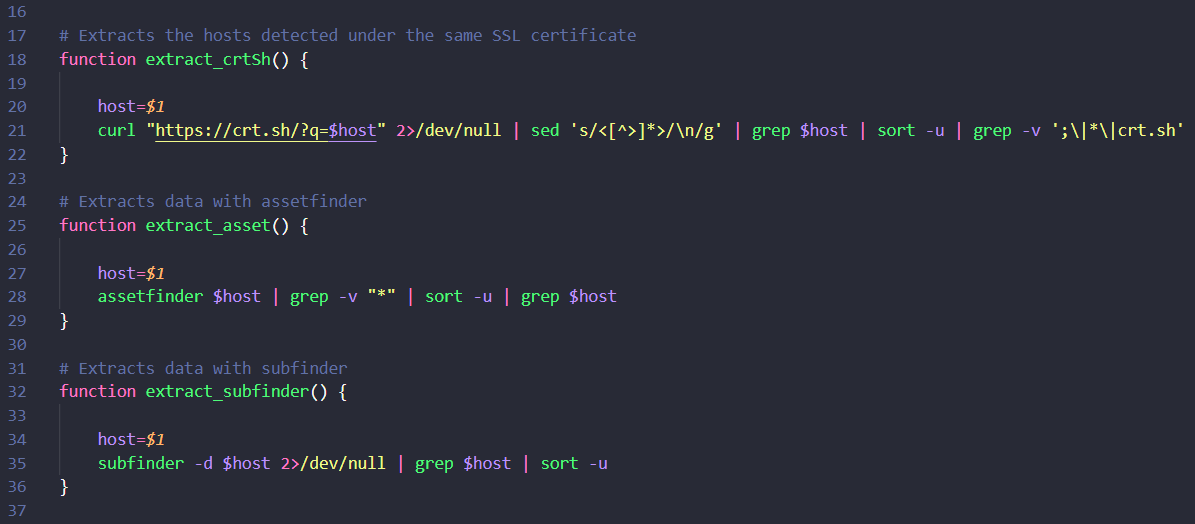 16
17 # Extracts the hosts detected under the same SSL certificate
18 function extract_crtSh() {
19
20 host=$1
21 curl "https://crt.sh/?q=$host" 2>/dev/null | sed 's/<[^>]*>/\n/g' | grep $host | sort -u | grep -v ';\|*\|crt.sh'
22 }
23
24 # Extracts data with assetfinder
25 function extract_asset() {
26
27 host=$1
28 assetfinder $host | grep -v "*" | sort -u | grep $host
29 }
30
31 # Extracts data with subfinder
32 function extract_subfinder() {
33
34 host=$1
35 subfinder -d $host 2>/dev/null | grep $host | sort -u
36 }
37